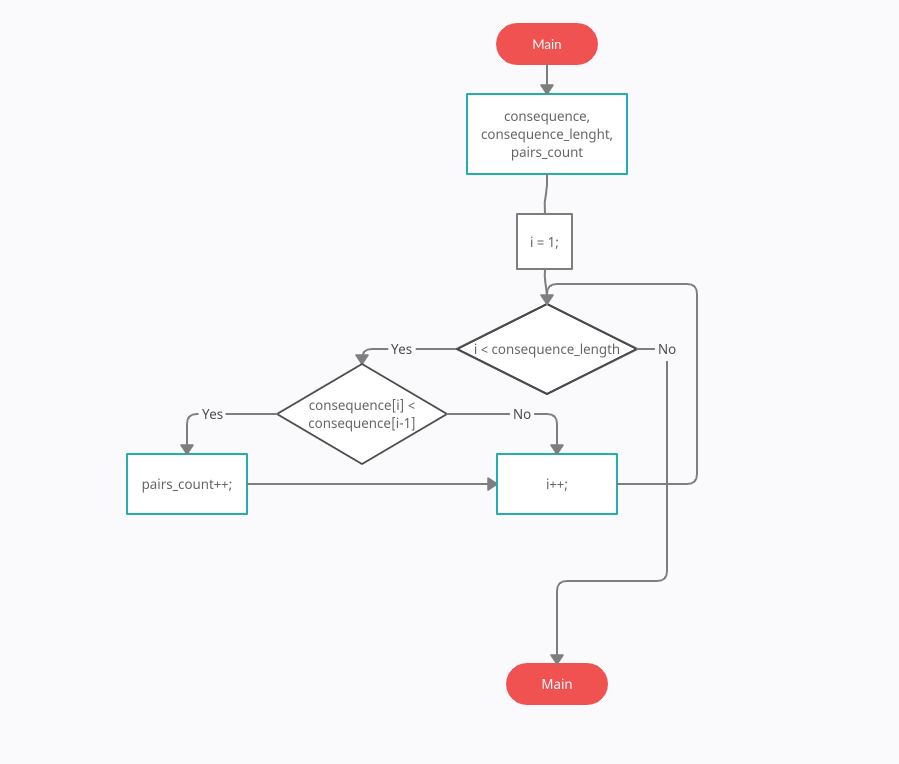 Main
consequence,
consequence_lenght,
pairs_count
i = 1;
i < consequence_length
Yes
No
consequence[i] <
consequence[i-1]
Yes
No
pairs_count++;
i++;
Main